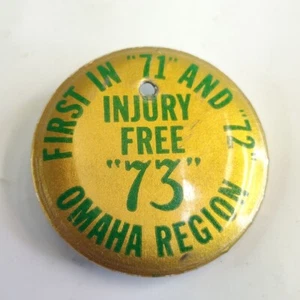 FIRST IN "71" AND "72"
INJURY
FREE
"73"
OMAHA REGION